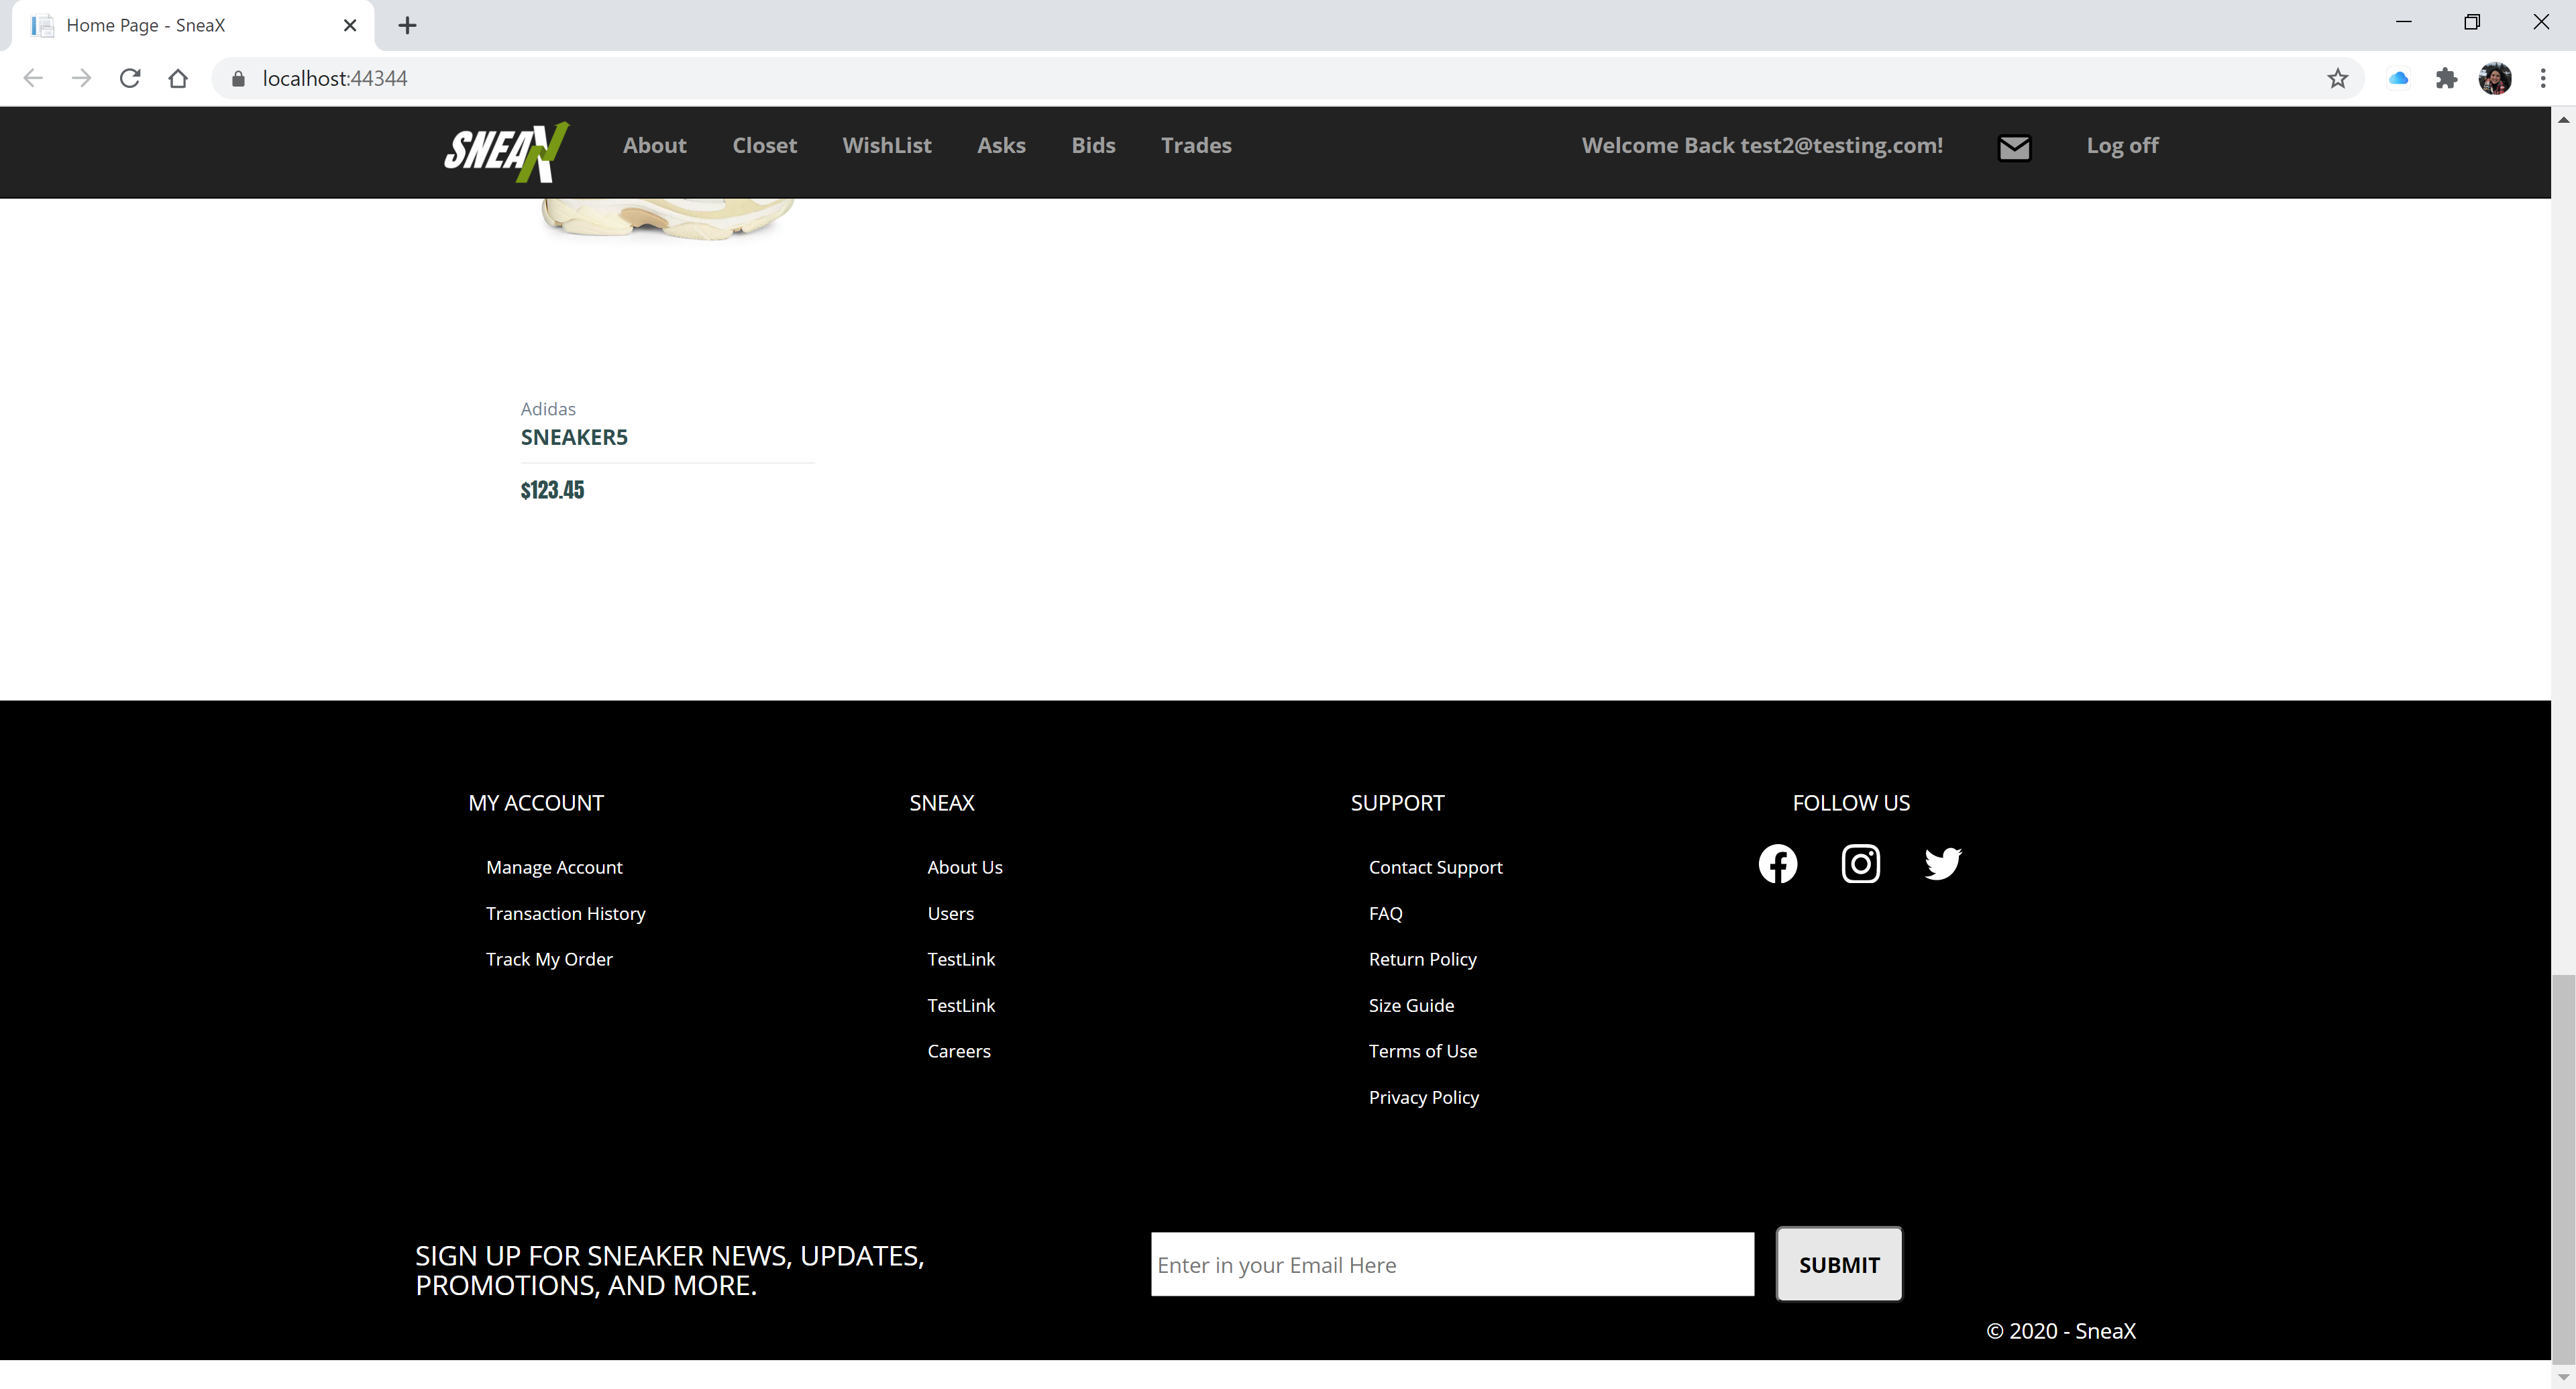 Home Page - SneaX
localhost:44344
SNEAX About Closet WishList Asks Bids Trades Welcome Back test2@testing.com! Log off
Adidas
SNEAKER5
$123.45
MY ACCOUNT
Manage Account
Transaction History
Track My Order
SNEAX
About Us
Users
TestLink
TestLink
Careers
SUPPORT
Contact Support
FAQ
Return Policy
Size Guide
Terms of Use
Privacy Policy
FOLLOW US
SIGN UP FOR SNEAKER NEWS, UPDATES,
PROMOTIONS, AND MORE.
Enter in your Email Here
SUBMIT
© 2020 - SneaX